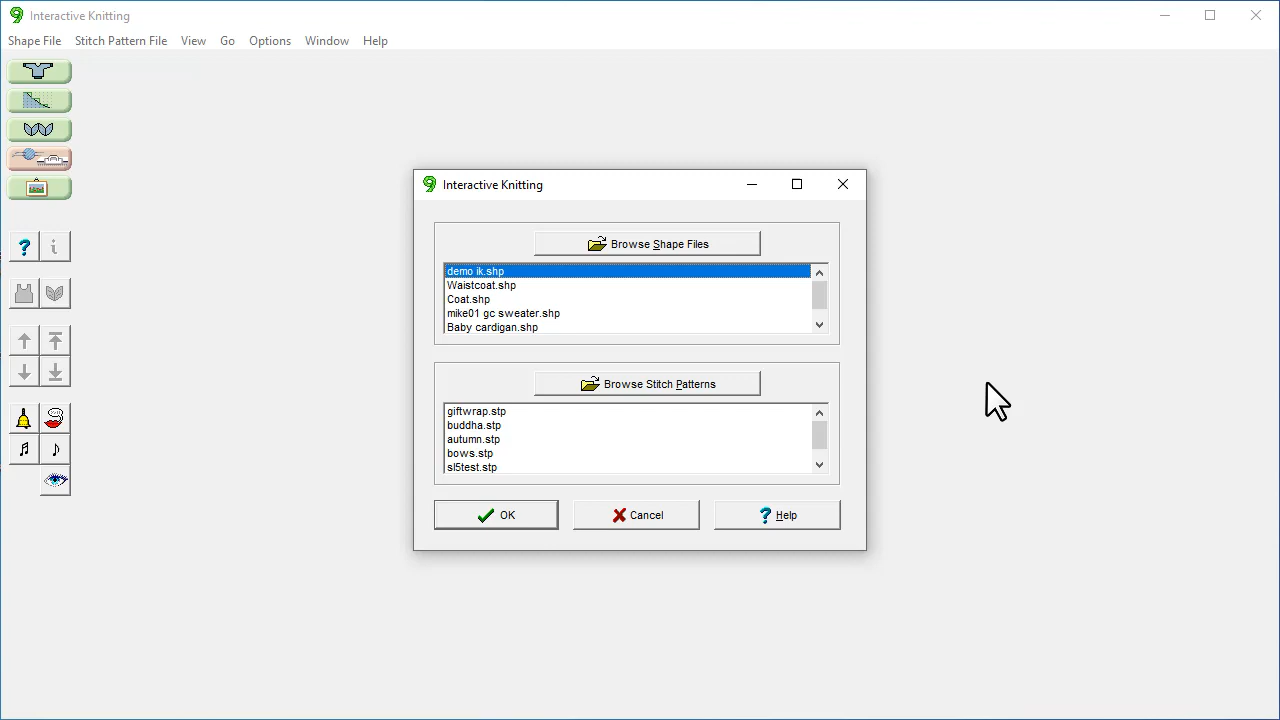 Interactive Knitting
Shape File Stitch Pattern File View Go Options Window Help
Interactive Knitting
Browse Shape Files
demo ik.shp
Waistcoat.shp
Coat.shp
mike01 gc sweater.shp
Baby cardigan.shp
Browse Stitch Patterns
giftwrap.stp
buddha.stp
autumn.stp
bows.stp
sl5test.stp
OK Cancel Help